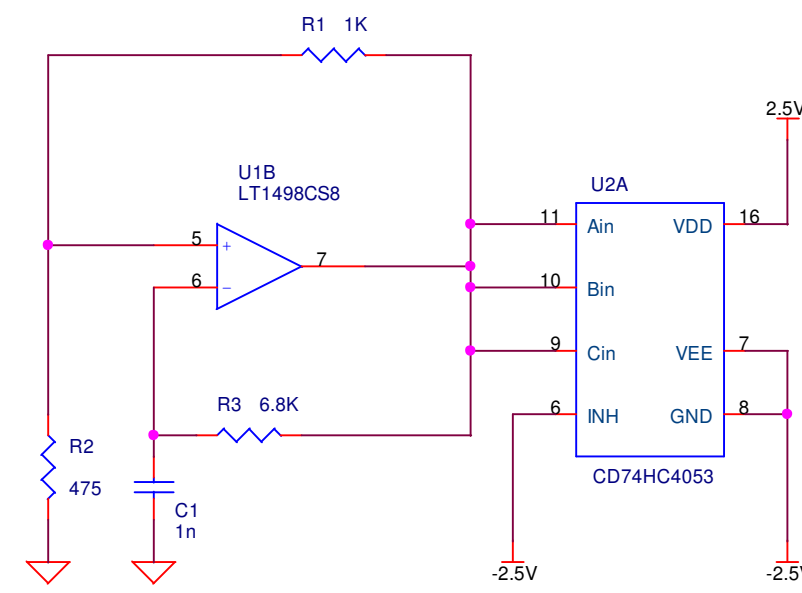 R1 1K
2.5V
U1B
LT1498CS8
U2A
5
+
6
−
7
11
Ain
VDD
16
10
Bin
9
Cin
VEE
7
6
INH
GND
8
R3 6.8K
R2
475
C1
1n
CD74HC4053
-2.5V
-2.5V